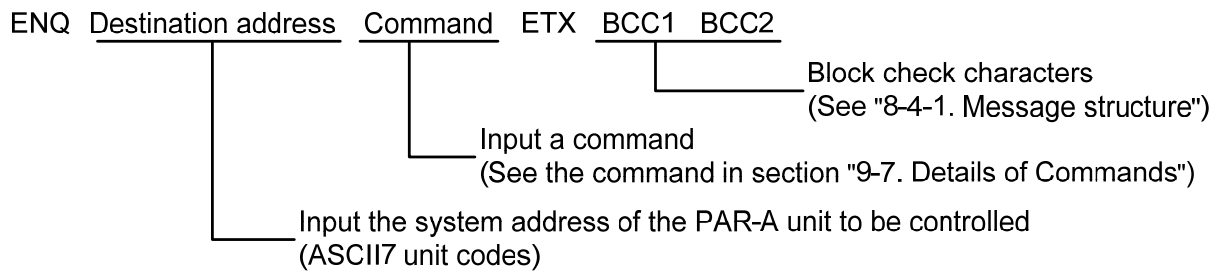 ENQ Destination address Command ETX BCC1 BCC2
Block check characters
(See "8-4-1. Message structure")
Input a command
(See the command in section "9-7. Details of Commands")
Input the system address of the PAR-A unit to be controlled
(ASCII7 unit codes)